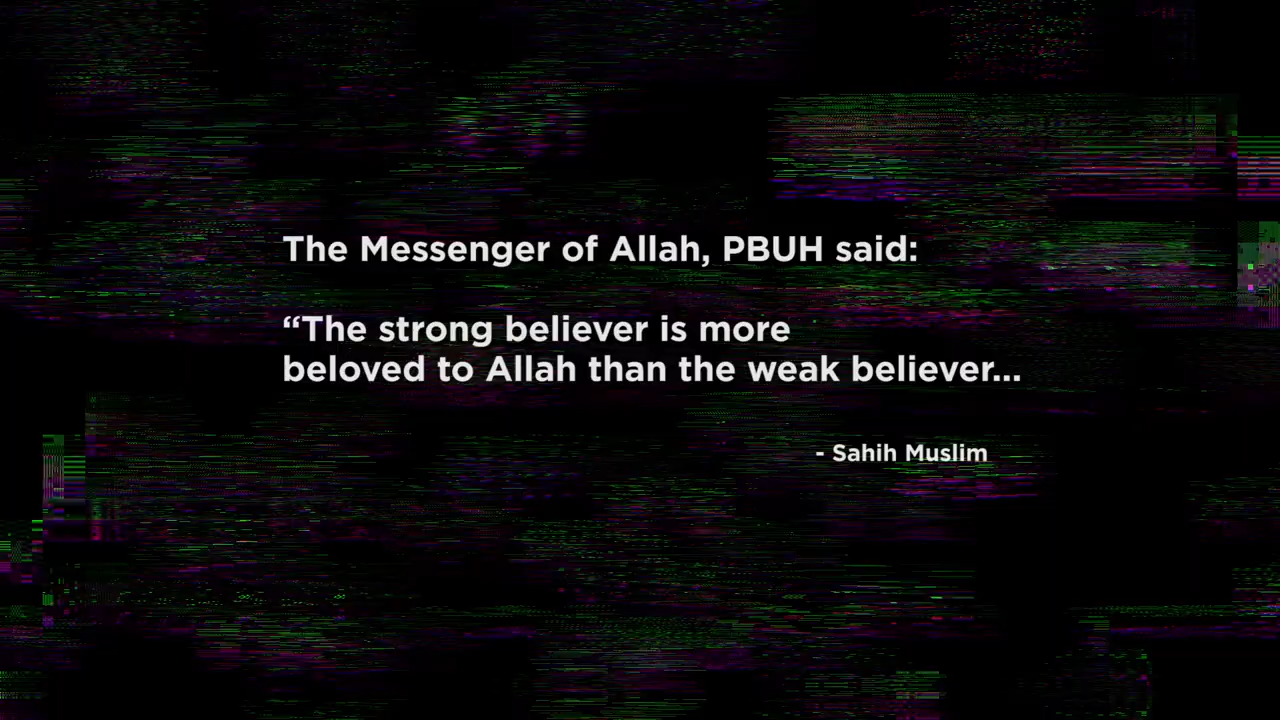 The Messenger of Allah, PBUH said:
“The strong believer is more
beloved to Allah than the weak believer...
- Sahih Muslim